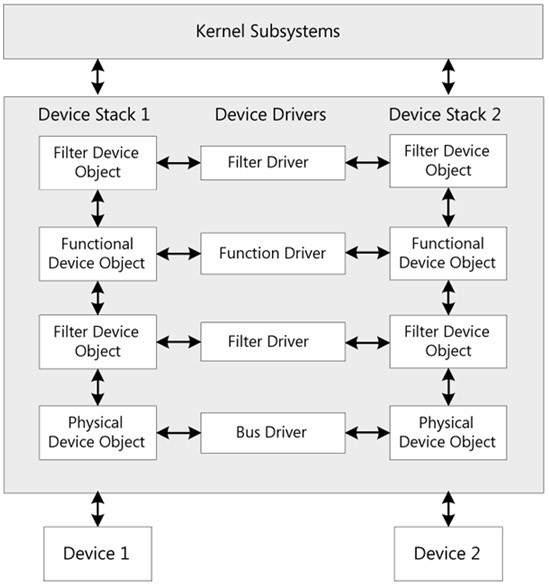 Kernel Subsystems
Device Stack 1
Device Drivers
Device Stack 2
Filter Device
Object
Filter Driver
Filter Device
Object
Functional
Device Object
Function Driver
Functional
Device Object
Filter Device
Object
Filter Driver
Filter Device
Object
Physical
Device Object
Bus Driver
Physical
Device Object
Device 1
Device 2